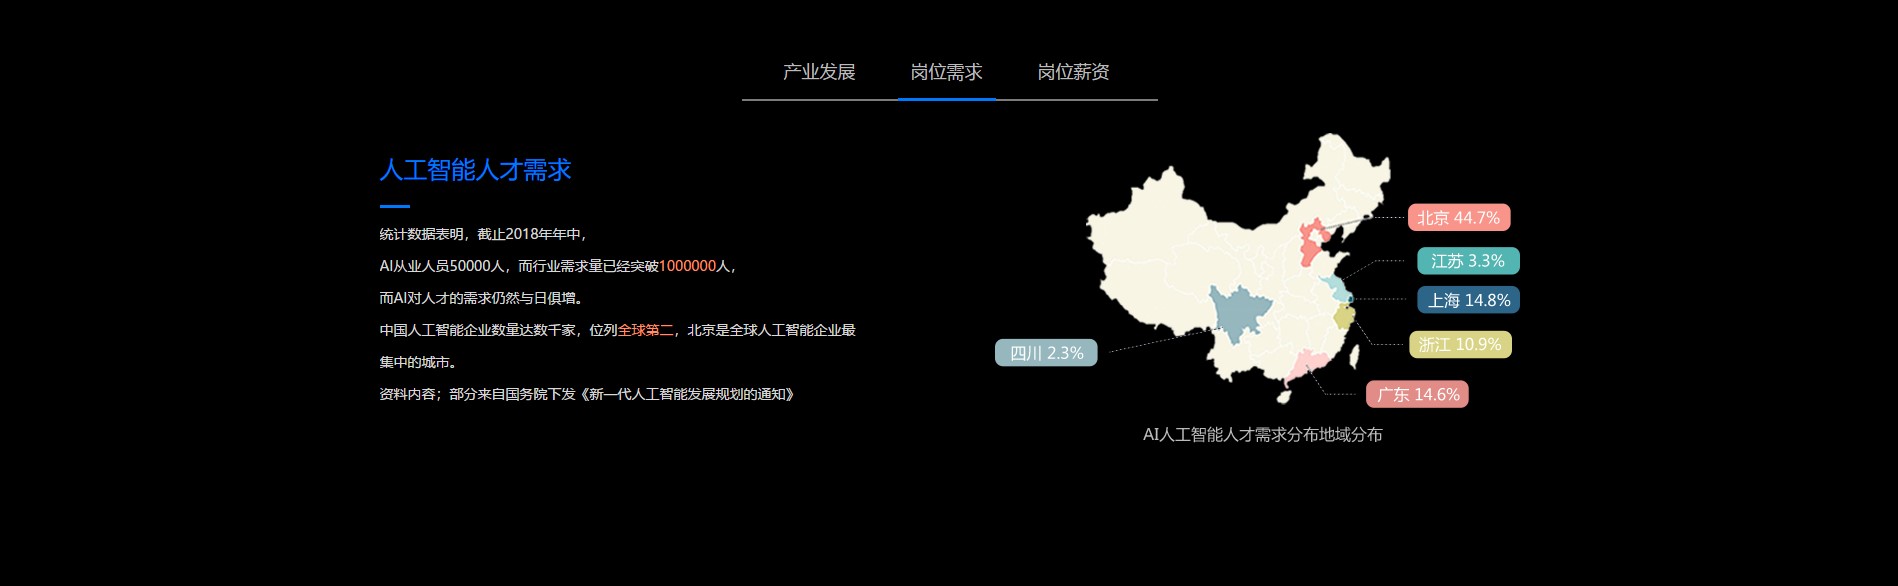 产业发展 岗位需求 岗位薪资
人工智能人才需求
统计数据表明，截止2018年年中，
AI从业人员50000人，而行业需求量已经突破1000000人，
而AI对人才的需求仍然与日俱增。
中国人工智能企业数量达数千家，位列全球第二，北京是全球人工智能企业最
集中的城市。
资料内容；部分来自国务院下发《新一代人工智能发展规划的通知》
北京 44.7%
江苏 3.3%
上海 14.8%
浙江 10.9%
四川 2.3%
广东 14.6%
AI人工智能人才需求分布地域分布